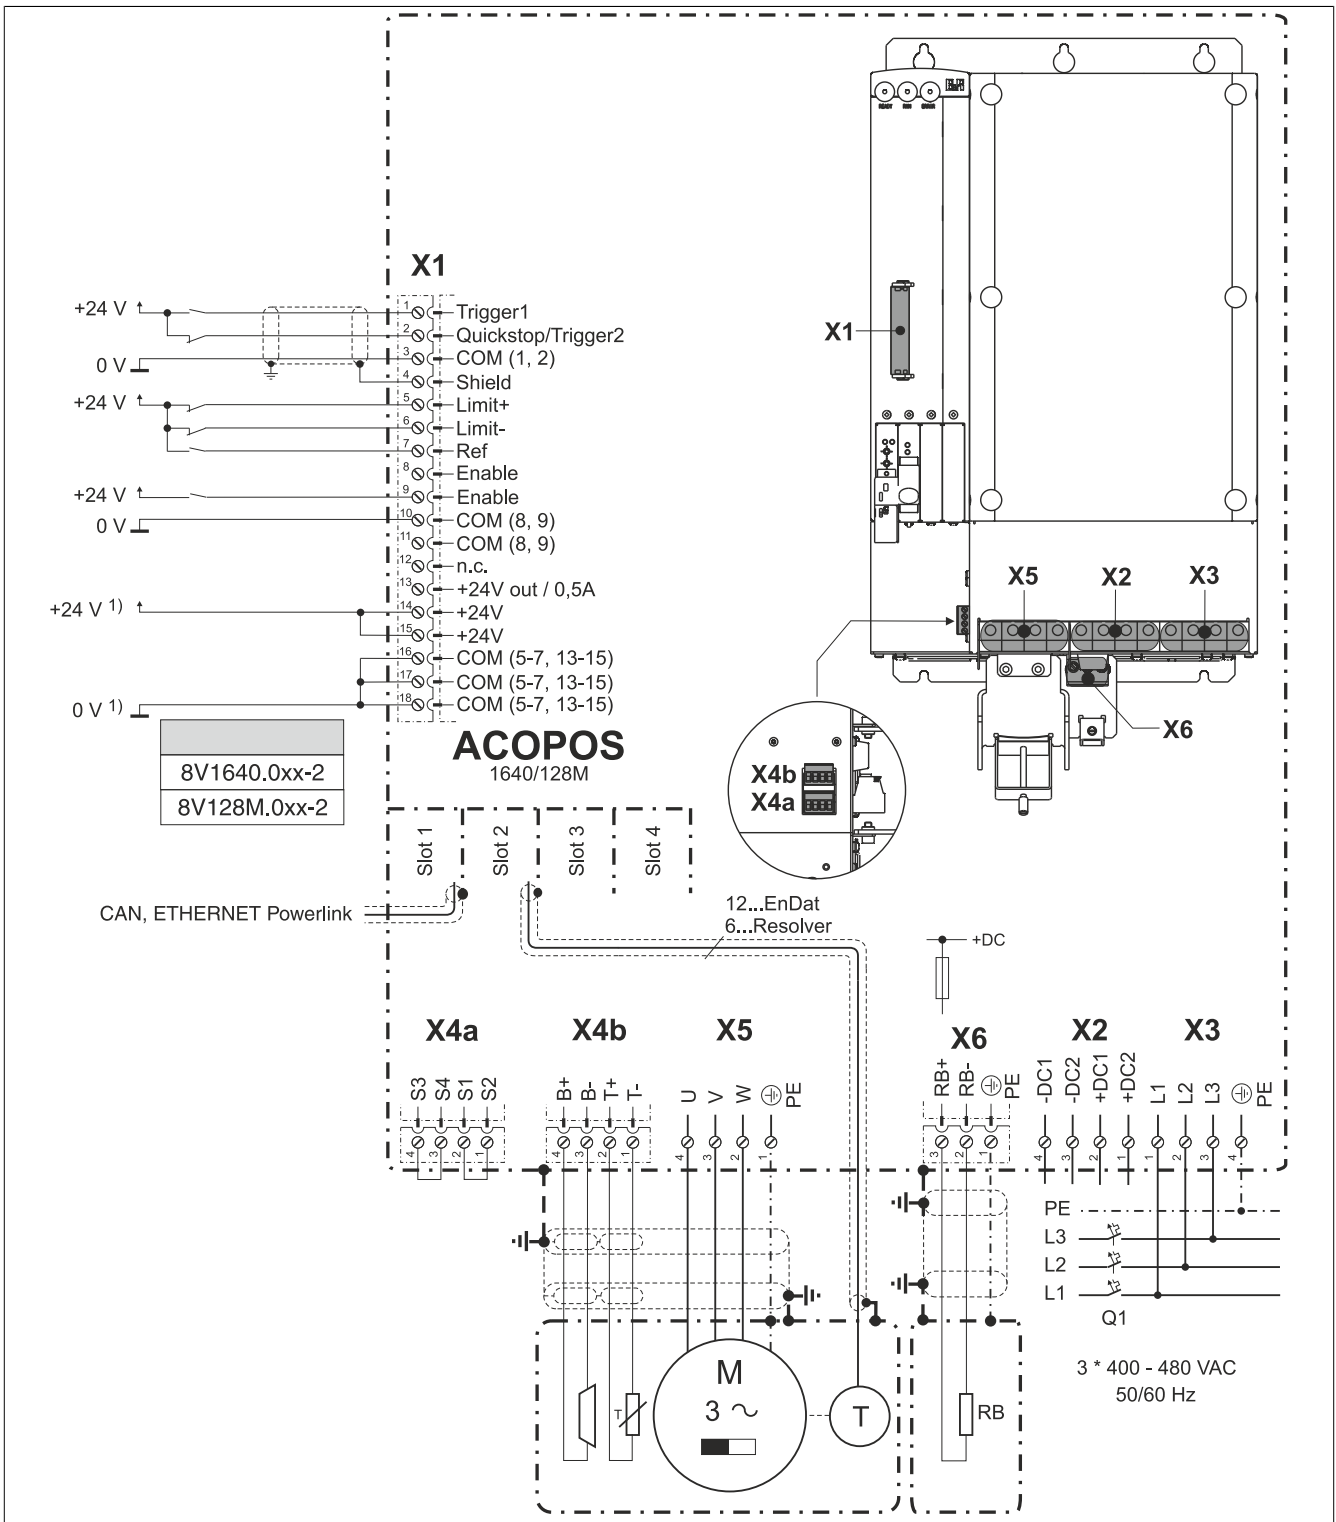 READY RUN ERROR
X1
+24 V
1 Trigger1
2 Quickstop/Trigger2
0 V
3 COM (1, 2)
4 Shield
+24 V
5 Limit+
6 Limit-
7 Ref
8 Enable
+24 V
9 Enable
0 V
10 COM (8, 9)
11 COM (8, 9)
12 n.c.
13 +24V out / 0,5A
+24 V 1)
14 +24V
15 +24V
16 COM (5-7, 13-15)
17 COM (5-7, 13-15)
0 V 1)
18 COM (5-7, 13-15)
X1
X5 X2 X3
X6
X4b
X4a
ACOPOS
1640/128M
8V1640.0xx-2
8V128M.0xx-2
Slot 1 Slot 2 Slot 3 Slot 4
CAN, ETHERNET Powerlink
12...EnDat
6...Resolver
+DC
X4a X4b X5 X6 X2 X3
S3 S4 S1 S2
B+ B- T+ T-
U V W PE
RB+ RB- PE
-DC1 -DC2 +DC1 +DC2
L1 L2 L3 PE
4 3 2 1
4 3 2 1
4 3 2 1
3 2 1
4 3 2 1
1 2 3 4
PE
L3
L2
L1
Q1
3 * 400 - 480 VAC
50/60 Hz
M
3
T
T
RB